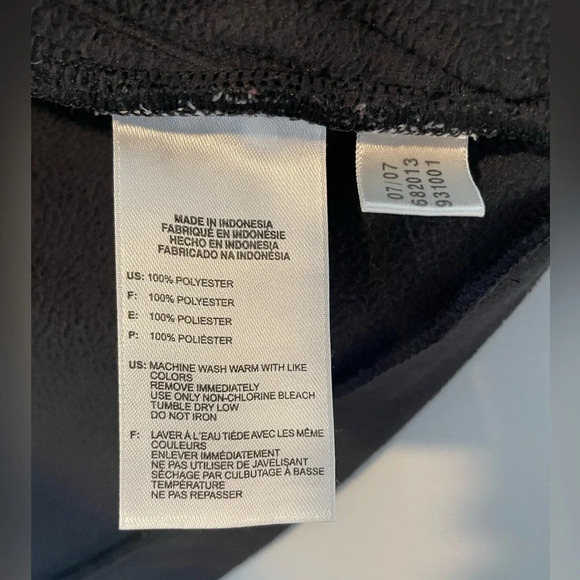 MADE IN INDONESIA
FABRIQUÉ EN INDONÉSIE
HECHO EN INDONESIA
FABRICADO NA INDONÉSIA
US: 100% POLYESTER
F: 100% POLYESTER
E: 100% POLIESTER
P: 100% POLIÉSTER
US: MACHINE WASH WARM WITH LIKE
COLORS
REMOVE IMMEDIATELY
USE ONLY NON-CHLORINE BLEACH
TUMBLE DRY LOW
DO NOT IRON
F: LAVER À L'EAU TIÈDE AVEC LES MÊME
COULEURS
ENLEVER IMMÉDIATEMENT
NE PAS UTILISER DE JAVELISANT
SÉCHAGE PAR CULBUTAGE À BASSE
TEMPÉRATURE
NE PAS REPASSER
07/07
682013
931001